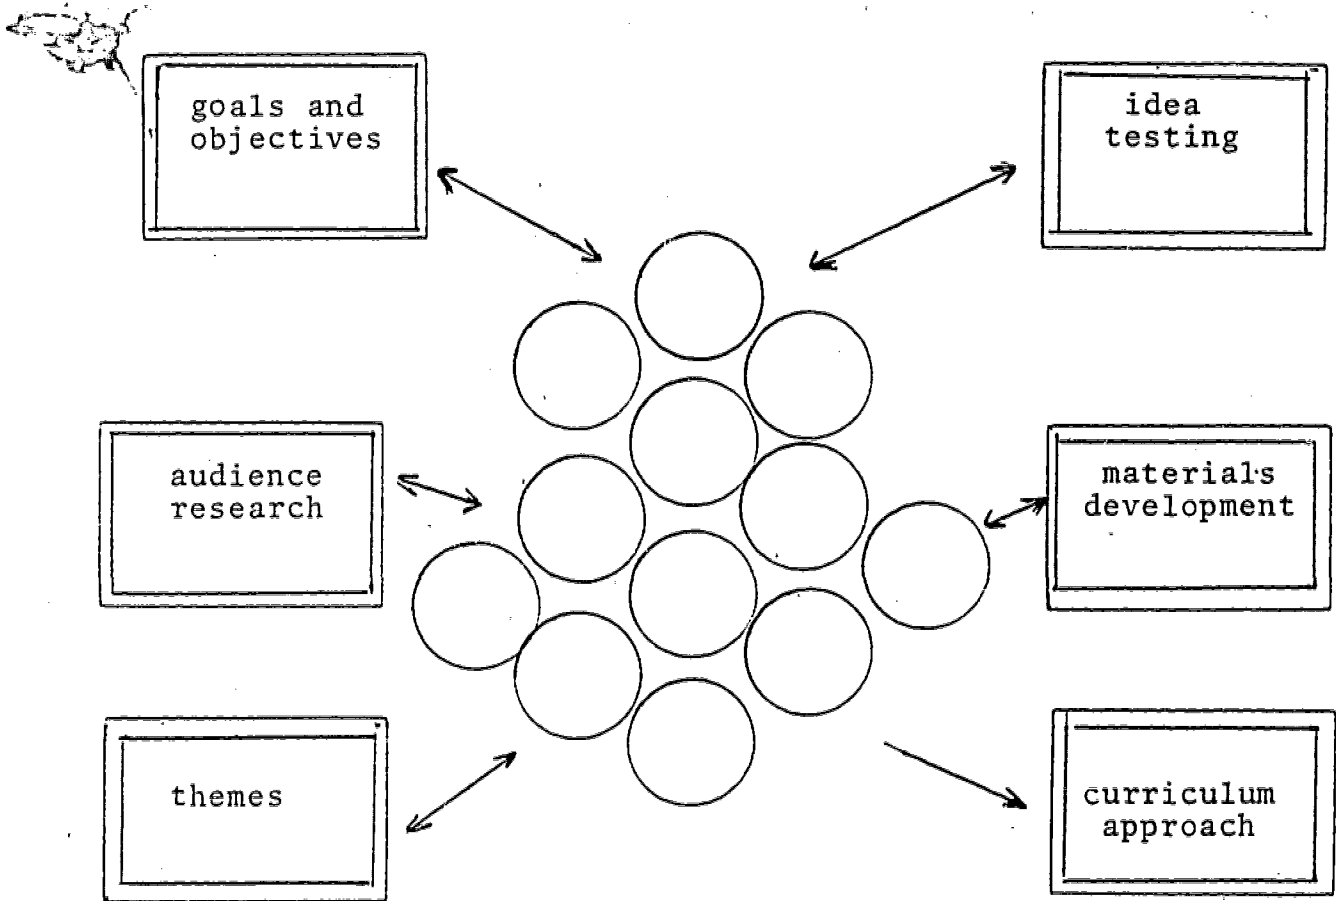 goals and
objectives
idea
testing
audience
research
materials
development
themes
curriculum
approach